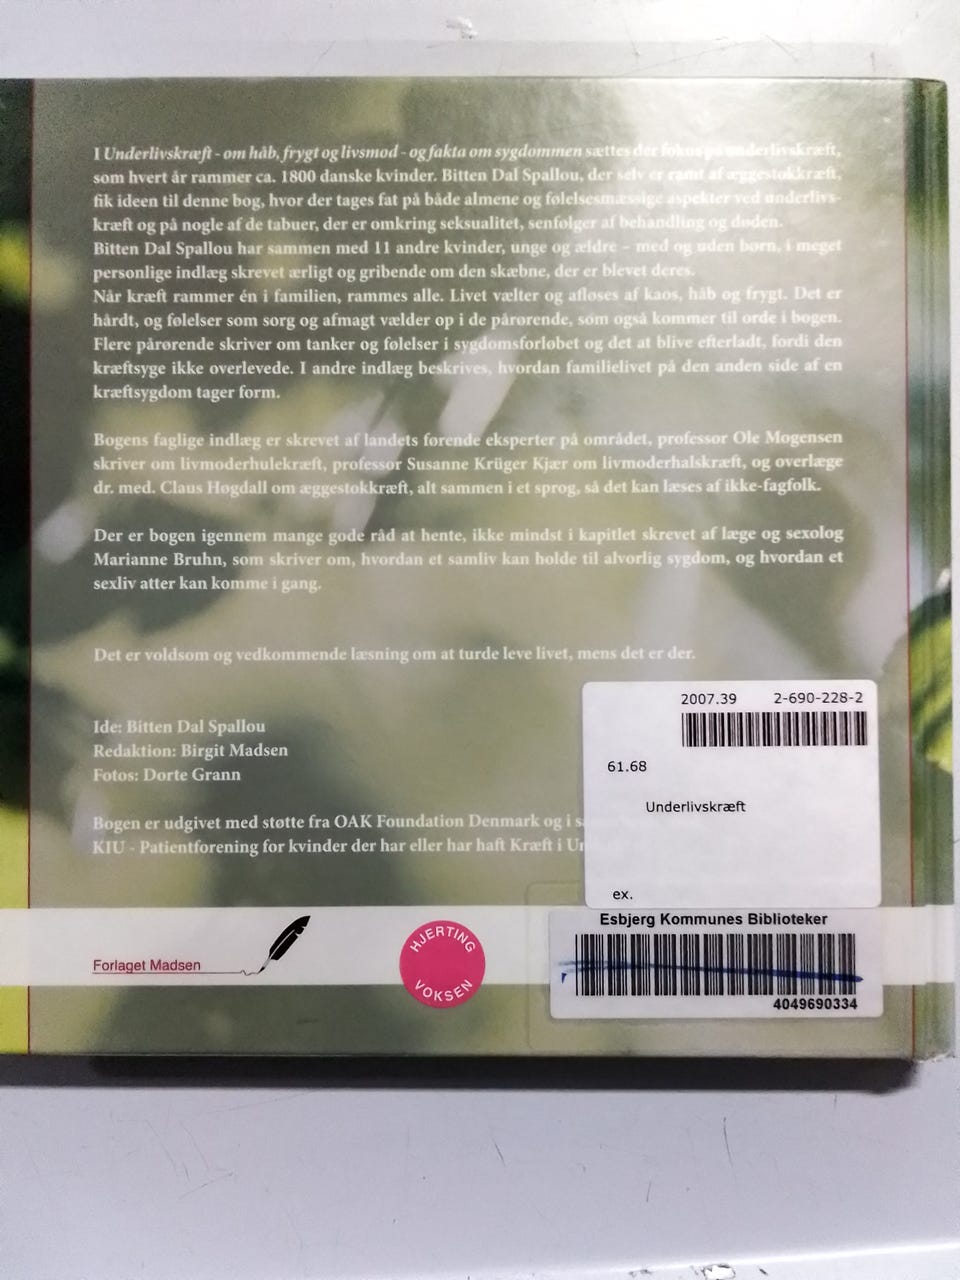 I Underlivskræft - om håb, frygt og livsmod - og fakta om sygdommen sættes der fokus på underlivskræft,
som hvert år rammer ca. 1800 danske kvinder. Bitten Dal Spallou, der selv er ramt af æggestokkræft,
fik ideen til denne bog, hvor der tages fat på både almene og følelsesmæssige aspekter ved underlivs-
kræft og på nogle af de tabuer, der er omkring seksualitet, senfølger af behandling og døden.
Bitten Dal Spallou har sammen med 11 andre kvinder, unge og ældre – med og uden børn, i meget
personlige indlæg skrevet ærligt og gribende om den skæbne, der er blevet deres.
Når kræft rammer én i familien, rammes alle. Livet vælter og afløses af kaos, håb og frygt. Det er
hårdt, og følelser som sorg og afmagt vælder op i de pårørende, som også kommer til orde i bogen.
Flere pårørende skriver om tanker og følelser i sygdomsforløbet og det at blive efterladt, fordi den
kræftsyge ikke overlevede. I andre indlæg beskrives, hvordan familielivet på den anden side af en
kræftsygdom tager form.
Bogens faglige indlæg er skrevet af landets førende eksperter på området, professor Ole Mogensen
skriver om livmoderhulekræft, professor Susanne Krüger Kjær om livmoderhalskræft, og overlæge
dr. med. Claus Høgdall om æggestokkræft, alt sammen i et sprog, så det kan læses af ikke-fagfolk.
Der er bogen igennem mange gode råd at hente, ikke mindst i kapitlet skrevet af læge og sexolog
Marianne Bruhn, som skriver om, hvordan et samliv kan holde til alvorlig sygdom, og hvordan et
sexliv atter kan komme i gang.
Det er voldsom og vedkommende læsning om at turde leve livet, mens det er der.
Ide: Bitten Dal Spallou
Redaktion: Birgit Madsen
Fotos: Dorte Grann
Bogen er udgivet med støtte fra OAK Foundation Denmark og i
KIU - Patientforening for kvinder der har eller har haft Kræft i
2007.39 2-690-228-2
61.68
Underlivskræft
ex.
Esbjerg Kommunes Biblioteker
4049690334
Forlaget Madsen
HJERTING
VOKSEN